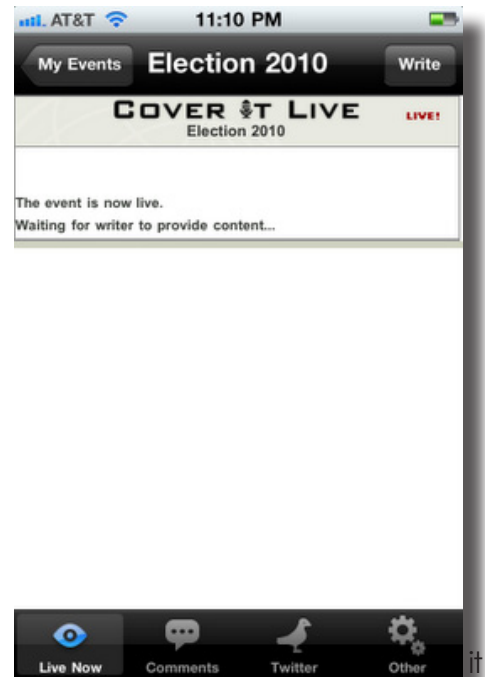 AT&T 11:10 PM
My Events Election 2010 Write
COVER IT LIVE LIVE!
Election 2010
The event is now live.
Waiting for writer to provide content...
Live Now Comments Twitter Other it